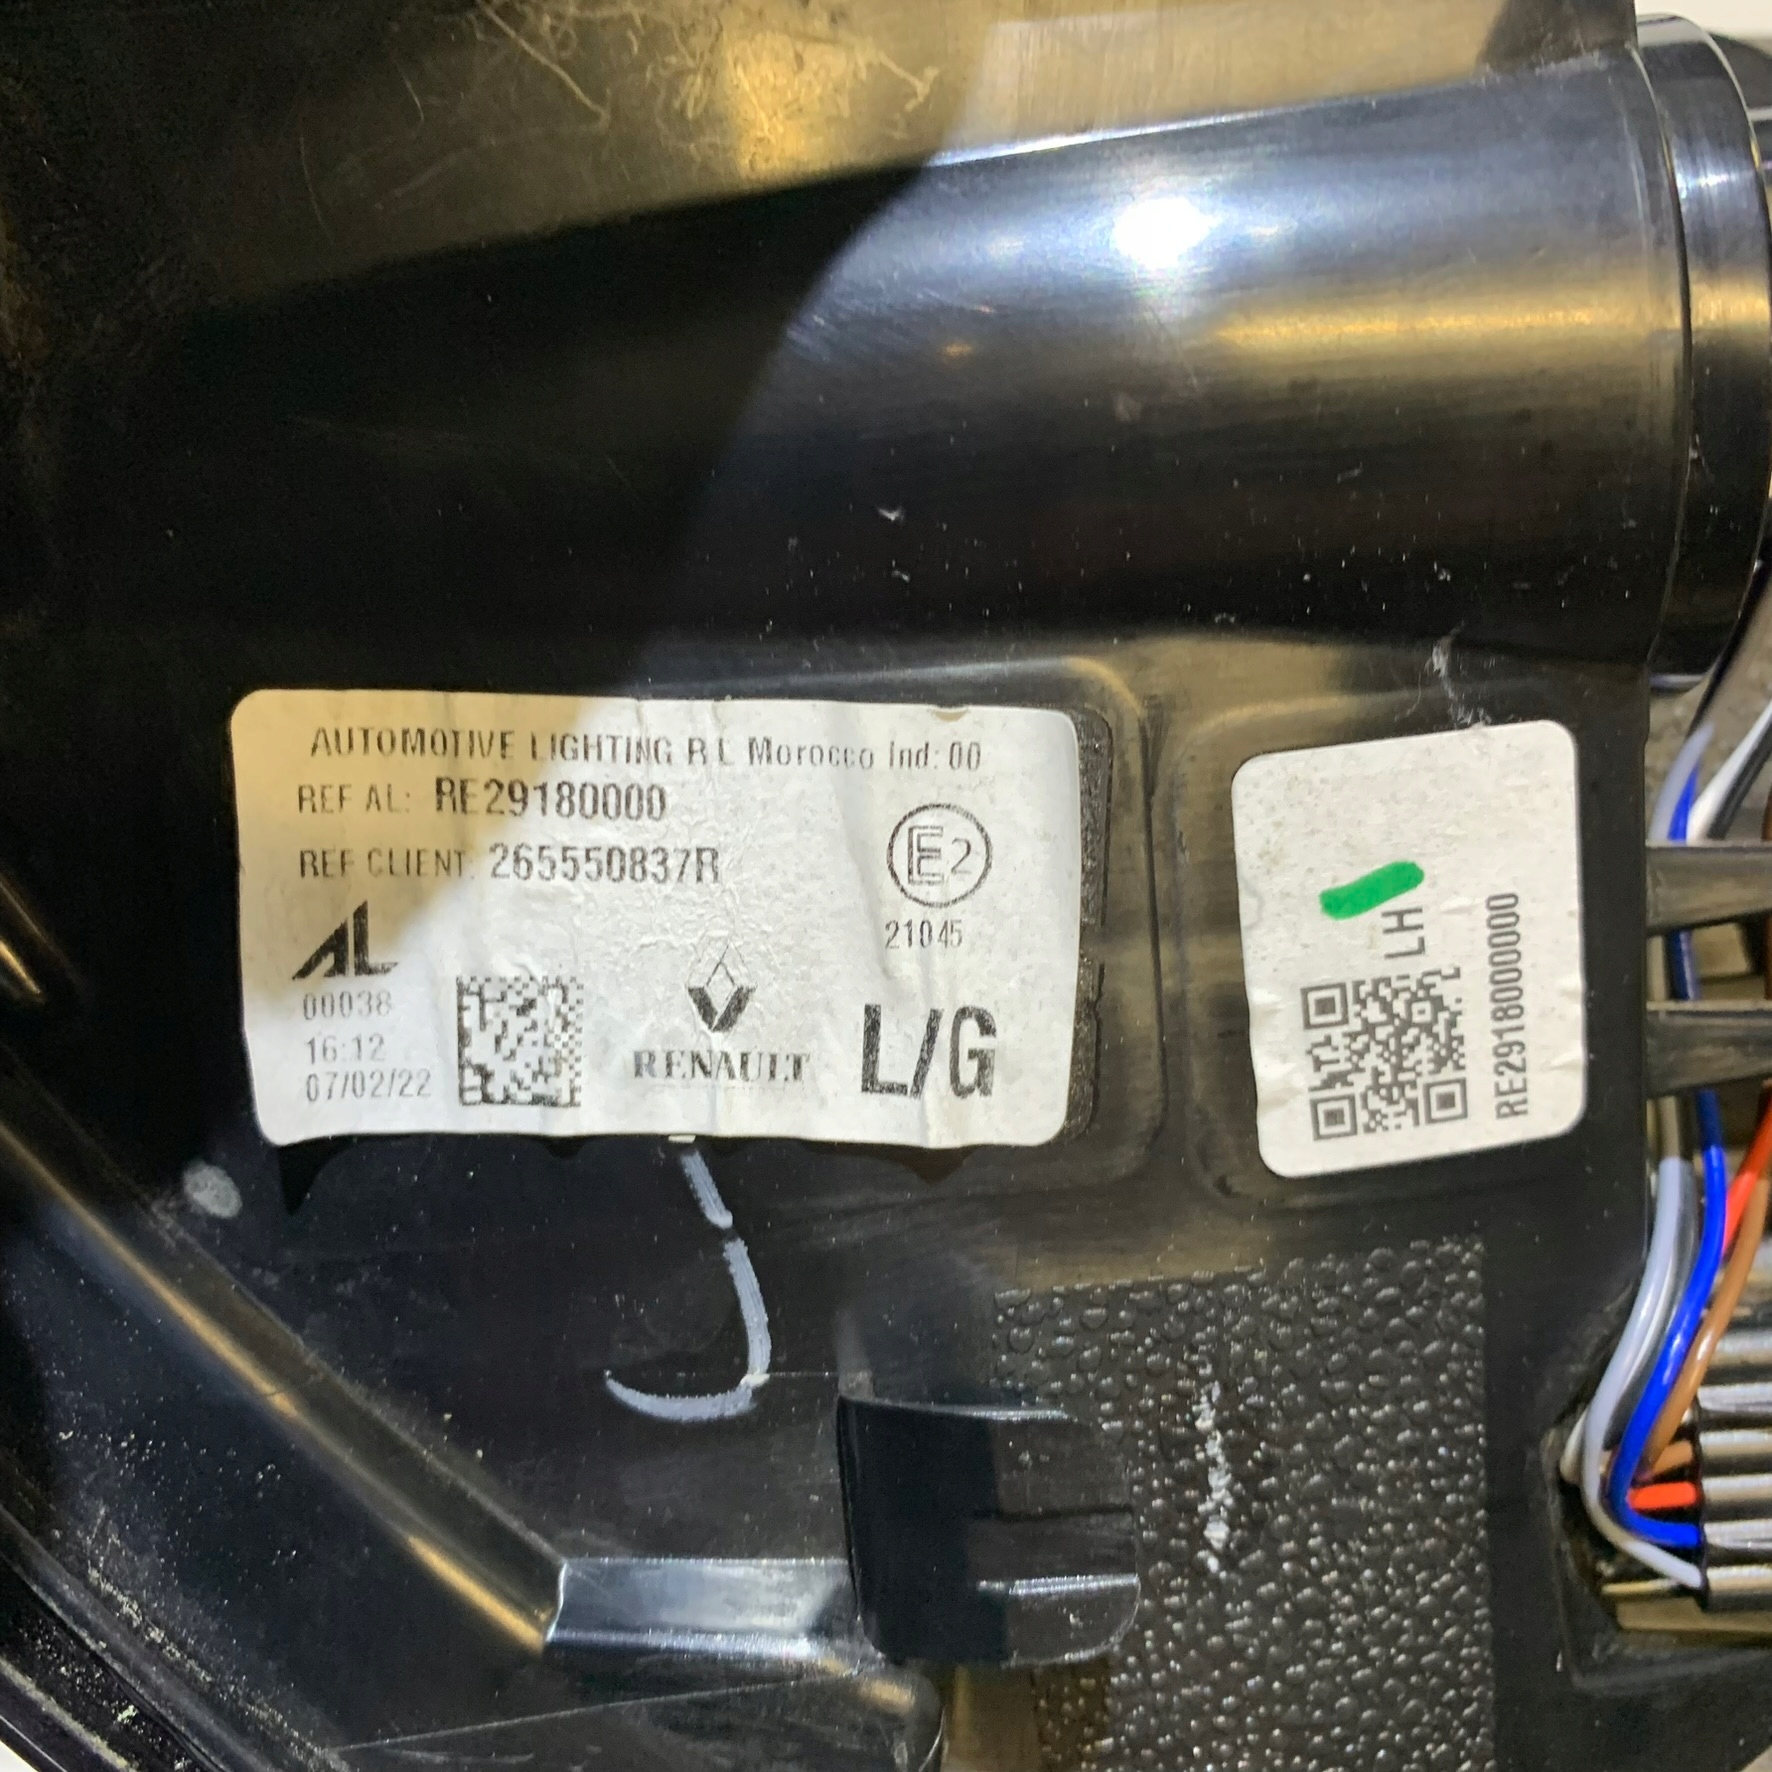 AUTOMOTIVE LIGHTING RL Morocco Ind: 00
REF AL: RE29180000
REF CLIENT: 265550837R
E2
21045
AL
00038
16:12
07/02/22
RENAULT
L/G
LH
RE2918000000